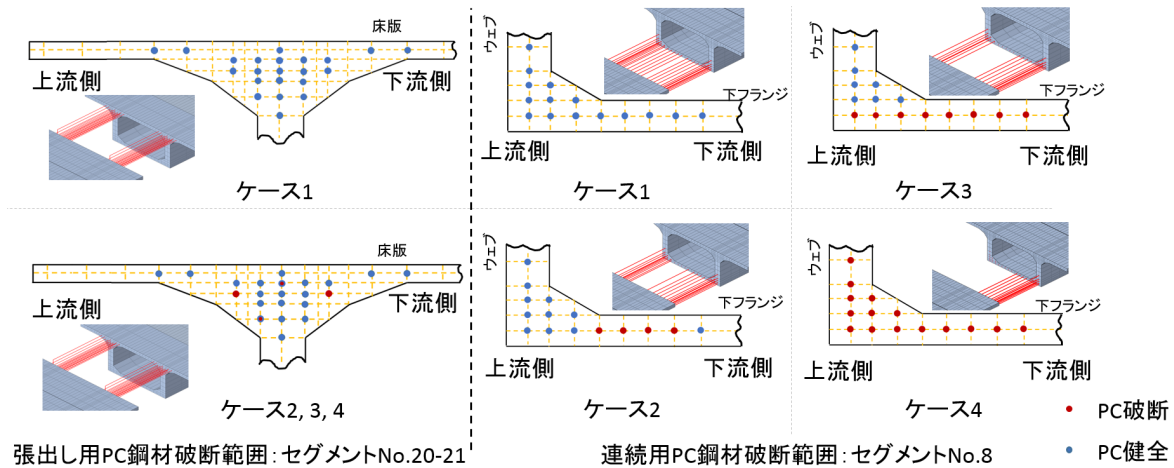 床版
上流側
下流側
ケース1
ウェブ
下フランジ
上流側
下流側
ケース1
ウェブ
下フランジ
上流側
下流側
ケース3
床版
上流側
下流側
ケース2, 3, 4
ウェブ
下フランジ
上流側
下流側
ケース2
ウェブ
下フランジ
上流側
下流側
ケース4
PC破断
PC健全
張出し用PC鋼材破断範囲：セグメントNo.20-21
連続用PC鋼材破断範囲：セグメントNo.8